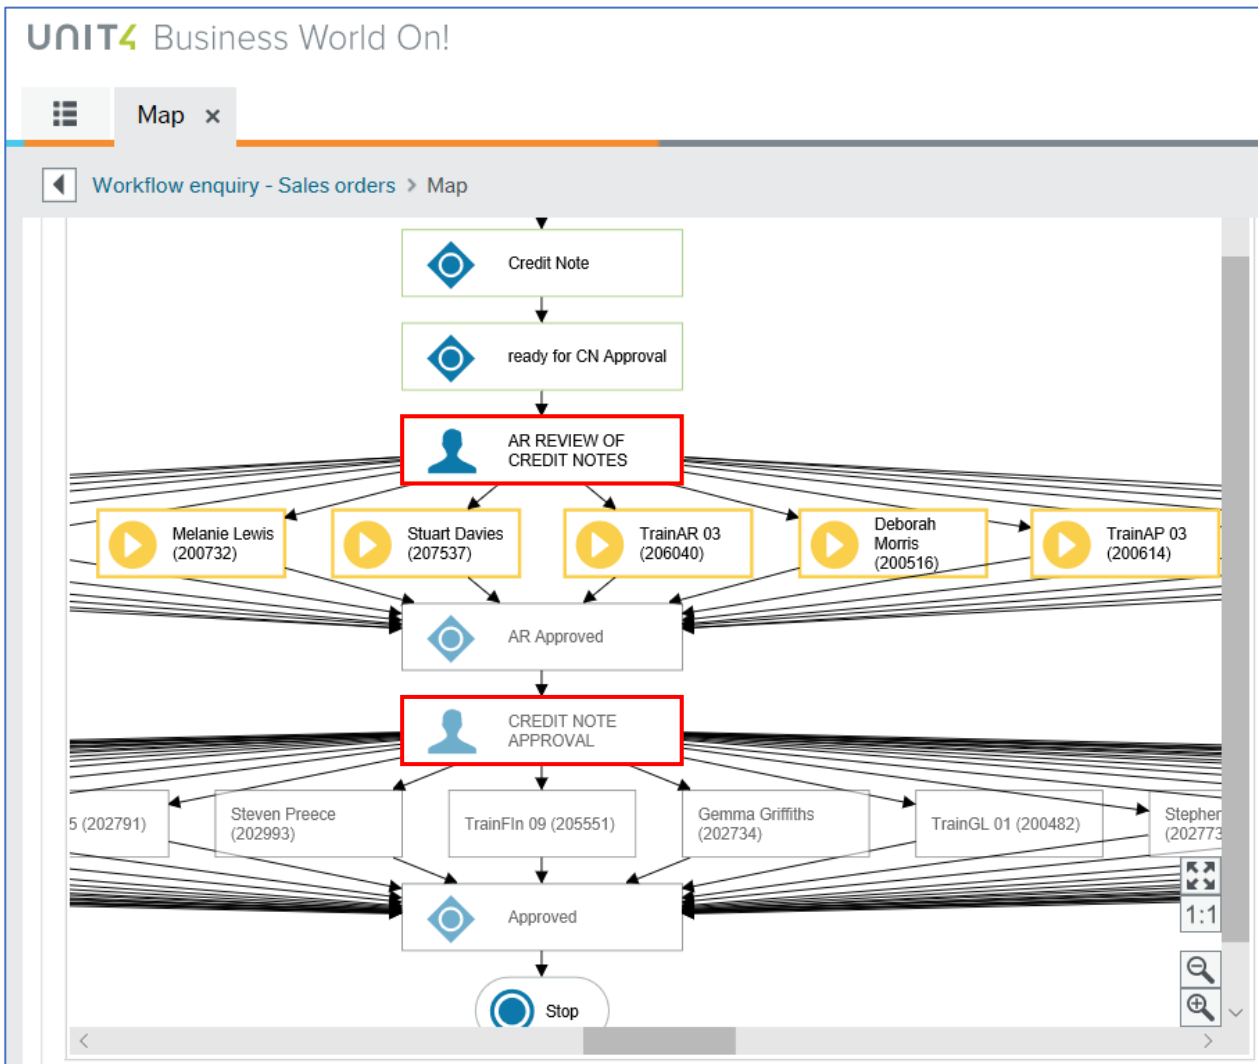 UNIT4 Business World On!
Map
Workflow enquiry - Sales orders > Map
Credit Note
ready for CN Approval
AR REVIEW OF
CREDIT NOTES
Melanie Lewis
(200732)
Stuart Davies
(207537)
TrainAR 03
(206040)
Deborah
Morris
(200516)
TrainAP 03
(200614)
AR Approved
CREDIT NOTE
APPROVAL
5 (202791)
Steven Preece
(202993)
TrainFIn 09 (205551)
Gemma Griffiths
(202734)
TrainGL 01 (200482)
Stephen
(202773
1:1
Approved
Stop